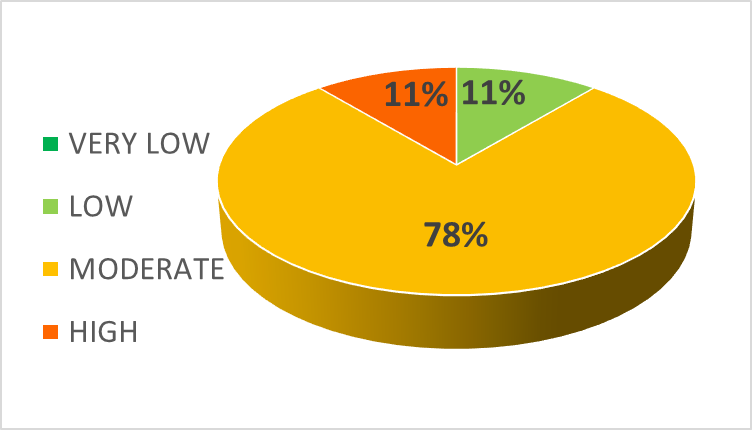 VERY LOW
LOW
MODERATE
HIGH
11%
11%
78%